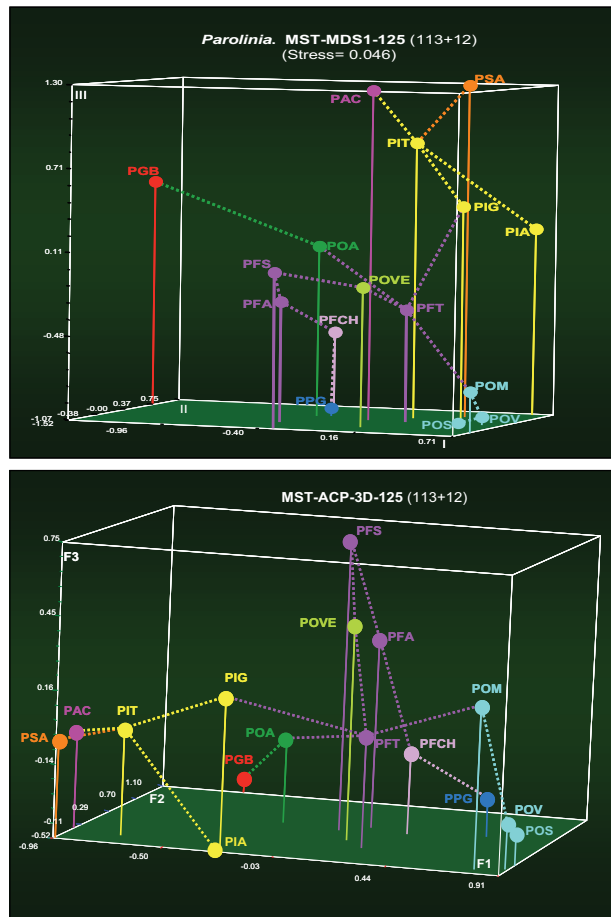 Parolinia. MST-MDS1-125 (113+12)
(Stress= 0.046)
1.30
III
PSA
PAC
PIT
0.71
PGB
PIG
PIA
POA
0.11
PFS
POVE
PFA
PFT
PFCH
-0.48
POM
PPG
0.75
0.37
-0.00
-0.38
II
-1.07
-1.52
-0.96
-0.40
0.16
0.71
I
POS
POV
MST-ACP-3D-125 (113+12)
PFS
0.75
F3
0.45
POVE
PFA
PIG
POM
0.16
PAC
PIT
PSA
POA
PFT
PFCH
-0.14
PGB
1.10
0.70
0.29
-0.11
F2
PPG
POV
POS
-0.52
-0.96
PIA
-0.50
-0.03
0.44
0.91
F1